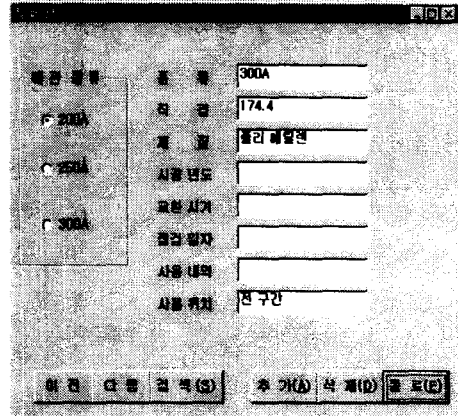 배관 종류
200A
250A
300A
종 류
300A
직 경
174.4
재 질
폴리 에틸렌
시공 년도
교환 시기
점검 일자
사용 내역
사용 위치
전 구간
이 전
다 음
검 색(S)
추 가(A)
삭 제(D)
종 료(E)